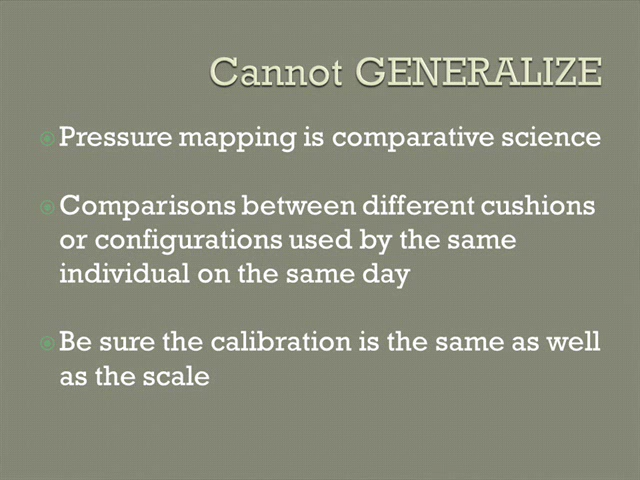 Cannot GENERALIZE
Pressure mapping is comparative science
Comparisons between different cushions
or configurations used by the same
individual on the same day
Be sure the calibration is the same as well
as the scale